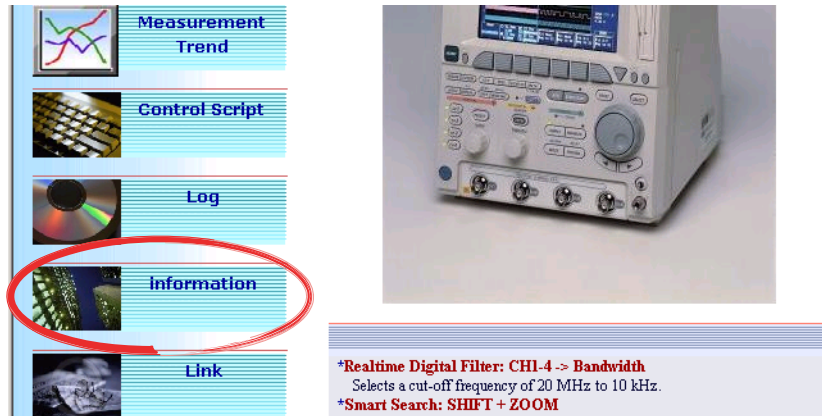 Measurement
Trend
Control Script
Log
information
Link
*Realtime Digital Filter: CH1-4 -> Bandwidth
Selects a cut-off frequency of 20 MHz to 10 kHz.
*Smart Search: SHIFT + ZOOM